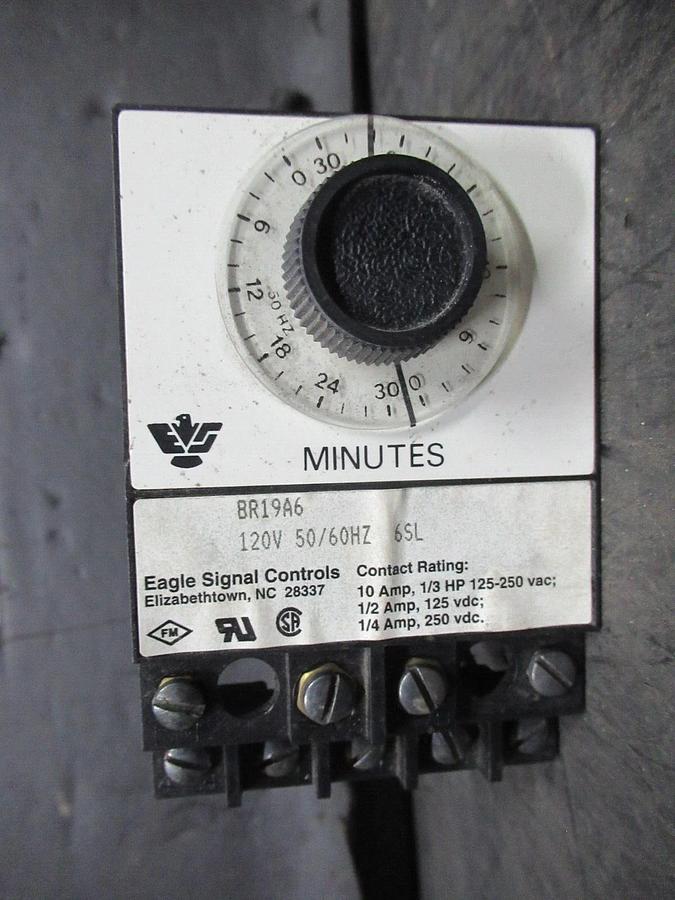 0 30
9
12
50 HZ
18
24
30 0
6
MINUTES
BR19A6
120V 50/60HZ 6SL
Eagle Signal Controls
Elizabethtown, NC 28337
Contact Rating:
10 Amp, 1/3 HP 125-250 vac;
1/2 Amp, 125 vdc;
1/4 Amp, 250 vdc.
FM
SA